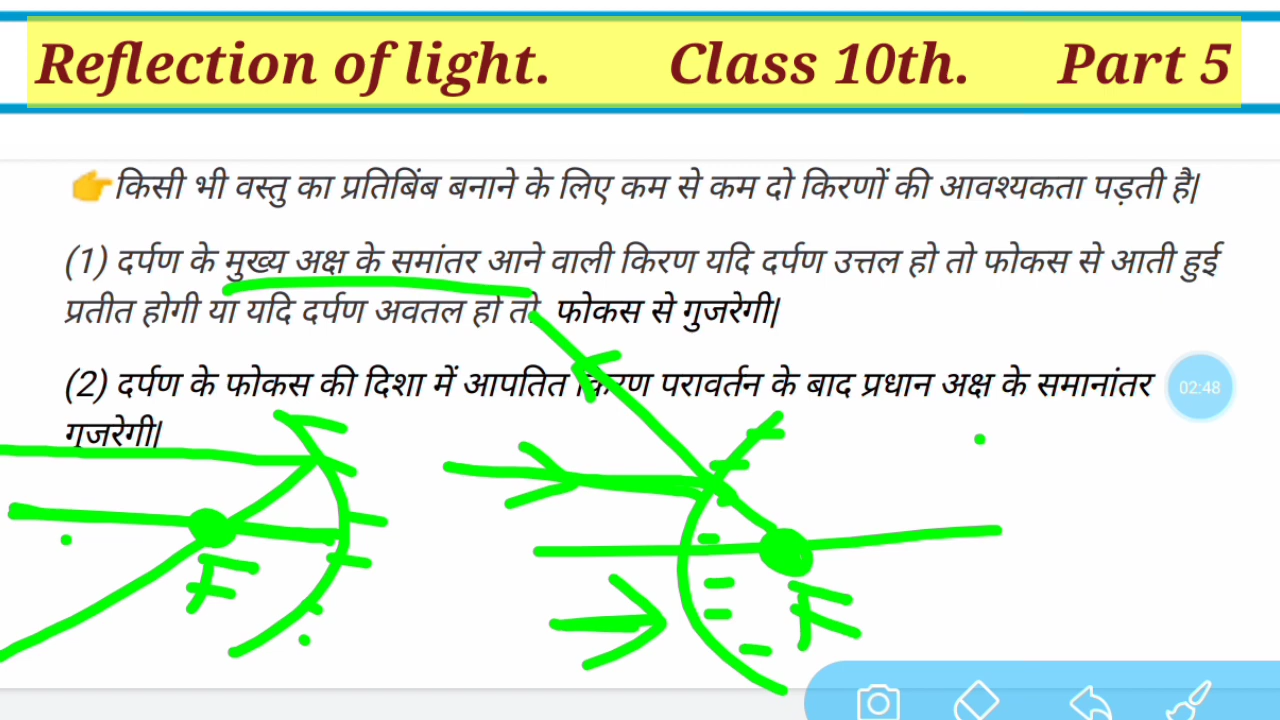 Reflection of light. Class 10th. Part 5
👉किसी भी वस्तु का प्रतिबिंब बनाने के लिए कम से कम दो किरणों की आवश्यकता पड़ती है|
(1) दर्पण के मुख्य अक्ष के समांतर आने वाली किरण यदि दर्पण उत्तल हो तो फोकस से आती हुई
प्रतीत होगी या यदि दर्पण अवतल हो तो फोकस से गुजरेगी|
(2) दर्पण के फोकस की दिशा में आपतित किरण परावर्तन के बाद प्रधान अक्ष के समानांतर
02:48
गुजरेगी|
F
F